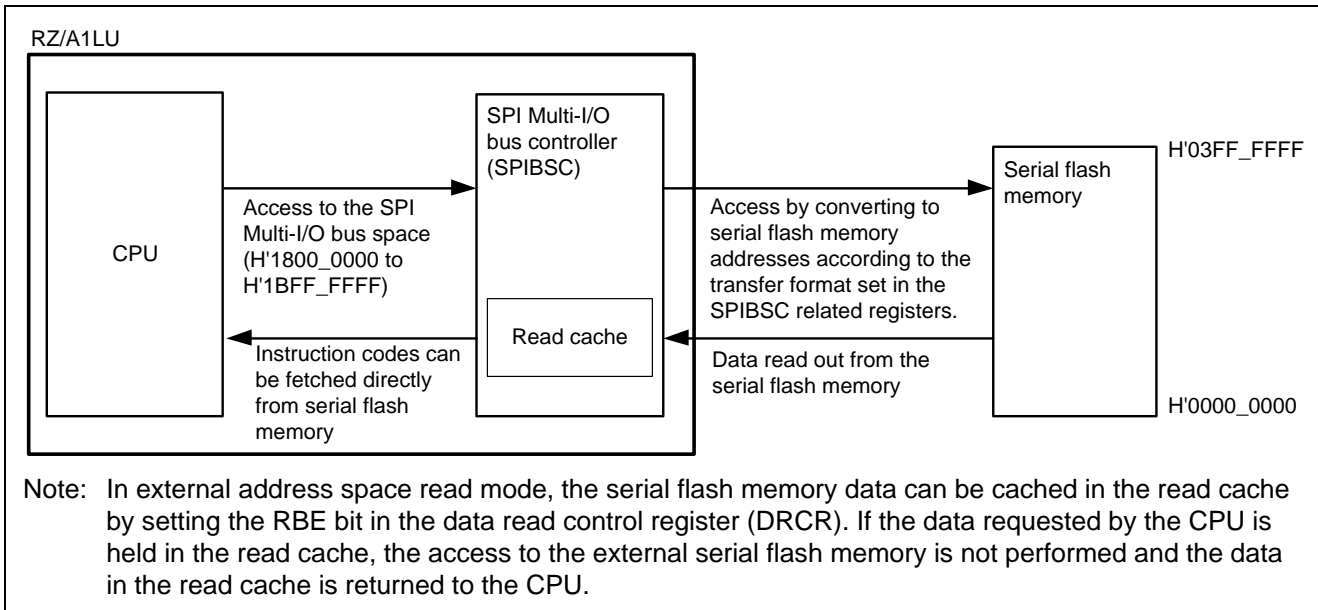 RZ/A1LU
CPU
Access to the SPI
Multi-I/O bus space
(H'1800_0000 to
H'1BFF_FFFF)
Instruction codes can
be fetched directly
from serial flash
memory
SPI Multi-I/O
bus controller
(SPIBSC)
Read cache
Access by converting to
serial flash memory
addresses according to the
transfer format set in the
SPIBSC related registers.
Data read out from the
serial flash memory
Serial flash
memory
H'03FF_FFFF
H'0000_0000
Note: In external address space read mode, the serial flash memory data can be cached in the read cache
by setting the RBE bit in the data read control register (DRCR). If the data requested by the CPU is
held in the read cache, the access to the external serial flash memory is not performed and the data
in the read cache is returned to the CPU.